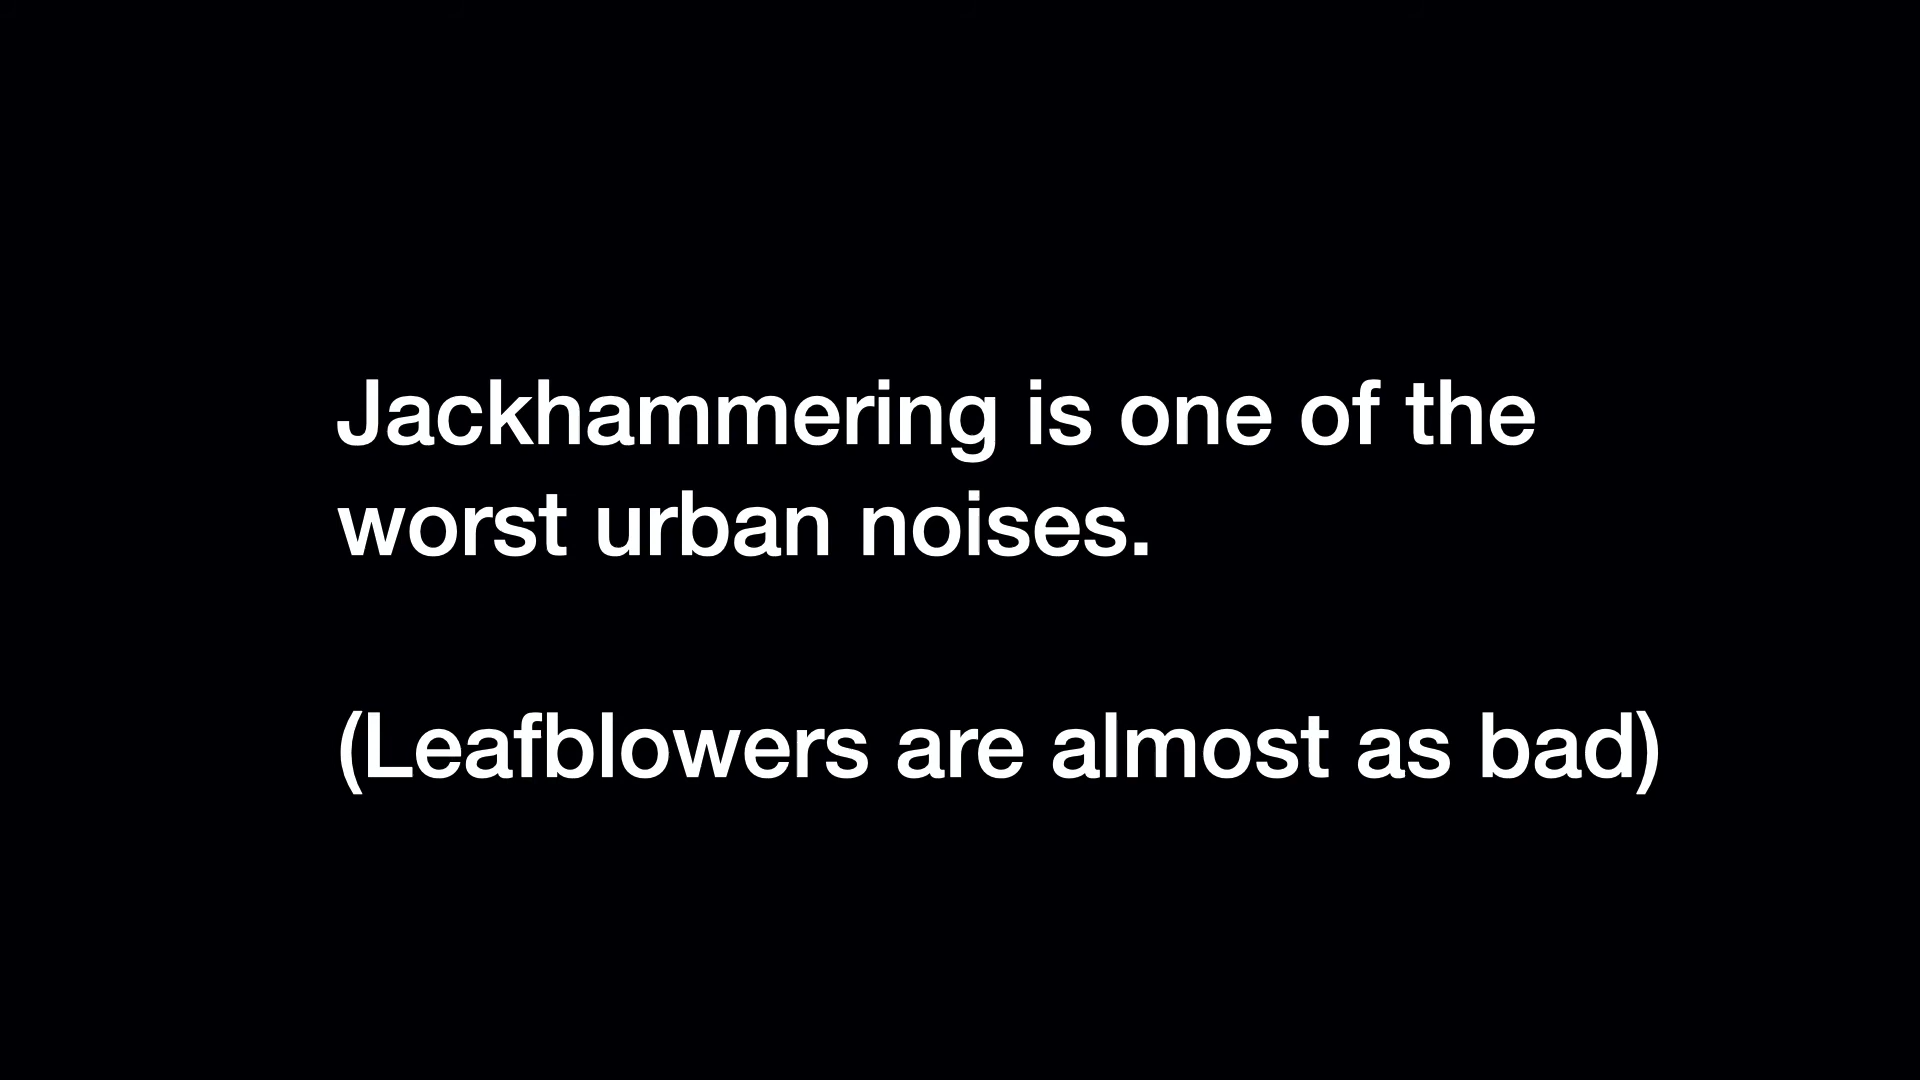 Jackhammering is one of the
worst urban noises.
(Leafblowers are almost as bad)